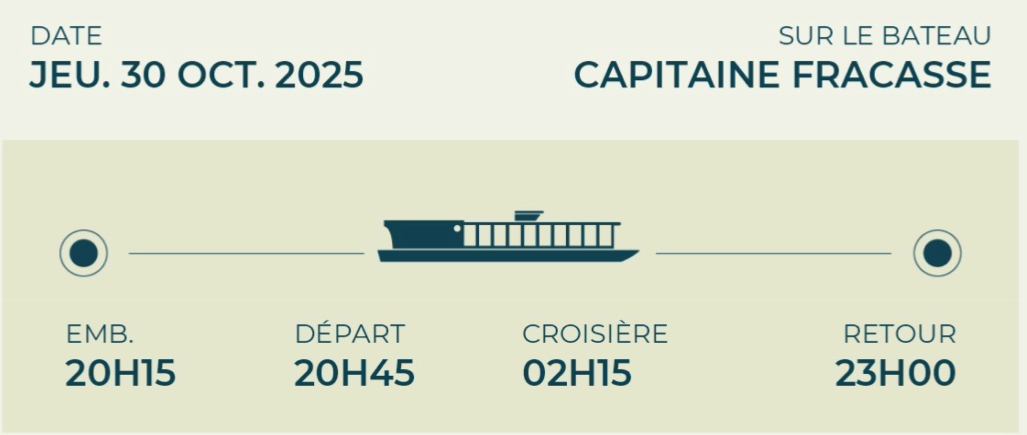 DATE
JEU. 30 OCT. 2025
SUR LE BATEAU
CAPITAINE FRACASSE
EMB.
20H15
DÉPART
20H45
CROISIÈRE
02H15
RETOUR
23H00